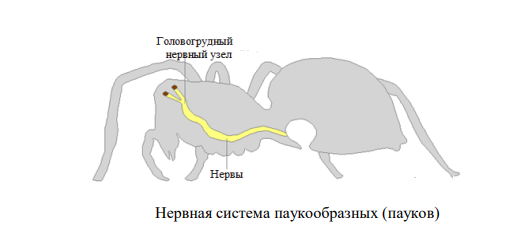 Головогрудный
нервный узел
Нервы
Нервная система паукообразных (пауков)